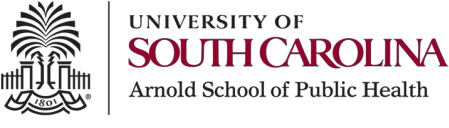 UNIVERSITY OF
SOUTH CAROLINA
Arnold School of Public Health
1801
®